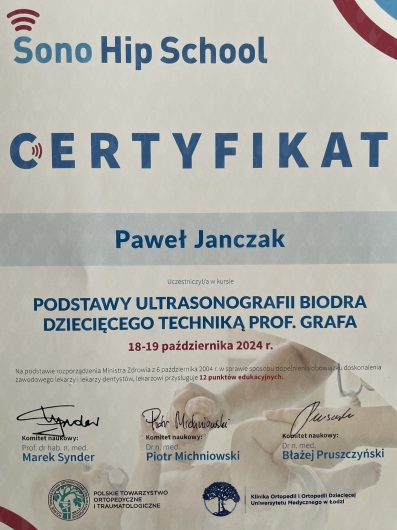 Sono Hip School
CERTYFIKAT
Paweł Janczak
Uczestniczył/a w kursie
PODSTAWY ULTRASONOGRAFII BIODRA
DZIECIĘCEGO TECHNIKĄ PROF. GRAFA
18-19 października 2024 r.
Na podstawie rozporządzenia Ministra Zdrowia z 6 października 2004 r. w sprawie sposobu dopełnienia obowiązku doskonalenia
zawodowego lekarzy i lekarzy dentystów, lekarzowi przysługuje 12 punktów edukacyjnych.
Synder
Piotr Michniowski
Komitet naukowy:
Prof. dr hab. n. med.
Marek Synder
Komitet naukowy:
Dr n. med.
Piotr Michniowski
Komitet naukowy:
Dr n. med.
Błażej Pruszczyński
POLSKIE TOWARZYSTWO
ORTOPEDYCZNE
I TRAUMATOLOGICZNE
Klinika Ortopedii i Ortopedii Dziecięcej
Uniwersytetu Medycznego w Łodzi